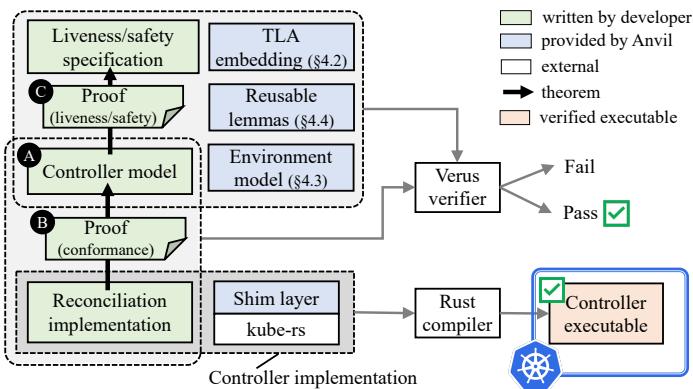 Liveness/safety
specification
TLA
embedding (§4.2)
C
Proof
(liveness/safety)
Reusable
lemmas (§4.4)
A
Controller model
Environment
model (§4.3)
B
Proof
(conformance)
Reconciliation
implementation
Shim layer
kube-rs
Controller implementation
Verus
verifier
Fail
Pass
Rust
compiler
Controller
executable
written by developer
provided by Anvil
external
theorem
verified executable